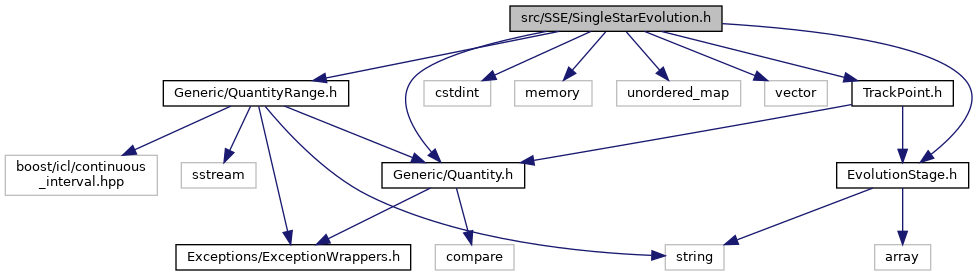 src/SSE/SingleStarEvolution.h
Generic/QuantityRange.h
cstdint
memory
unordered_map
vector
TrackPoint.h
boost/icl/continuous
_interval.hpp
sstream
Generic/Quantity.h
EvolutionStage.h
Exceptions/ExceptionWrappers.h
compare
string
array